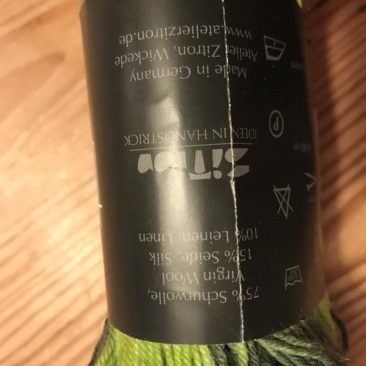 75% Schurwolle,
Virgin Wool
15% Seide, Silk
10% Leinen, Linen
ZiTRON
IDEEN IN HANDSTRICK
Made in Germany
Atelier Zitron, Wickede
www.atelierzitron.de
30°
P